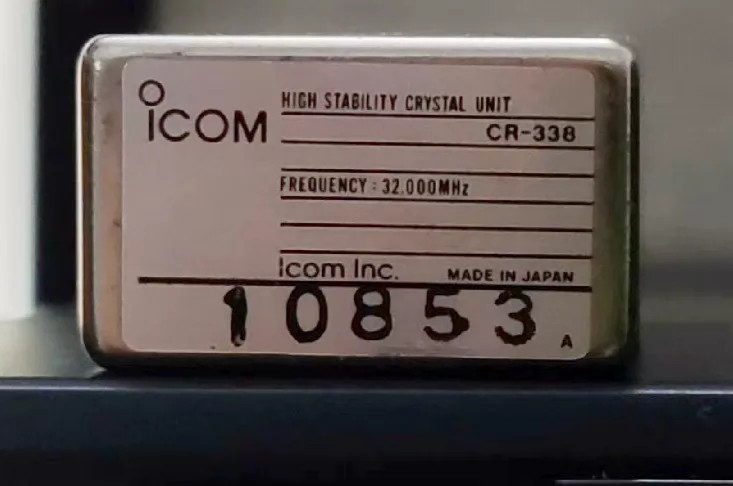 ICOM
HIGH STABILITY CRYSTAL UNIT
CR-338
FREQUENCY : 32.000MHz
Icom Inc. MADE IN JAPAN
10853 A